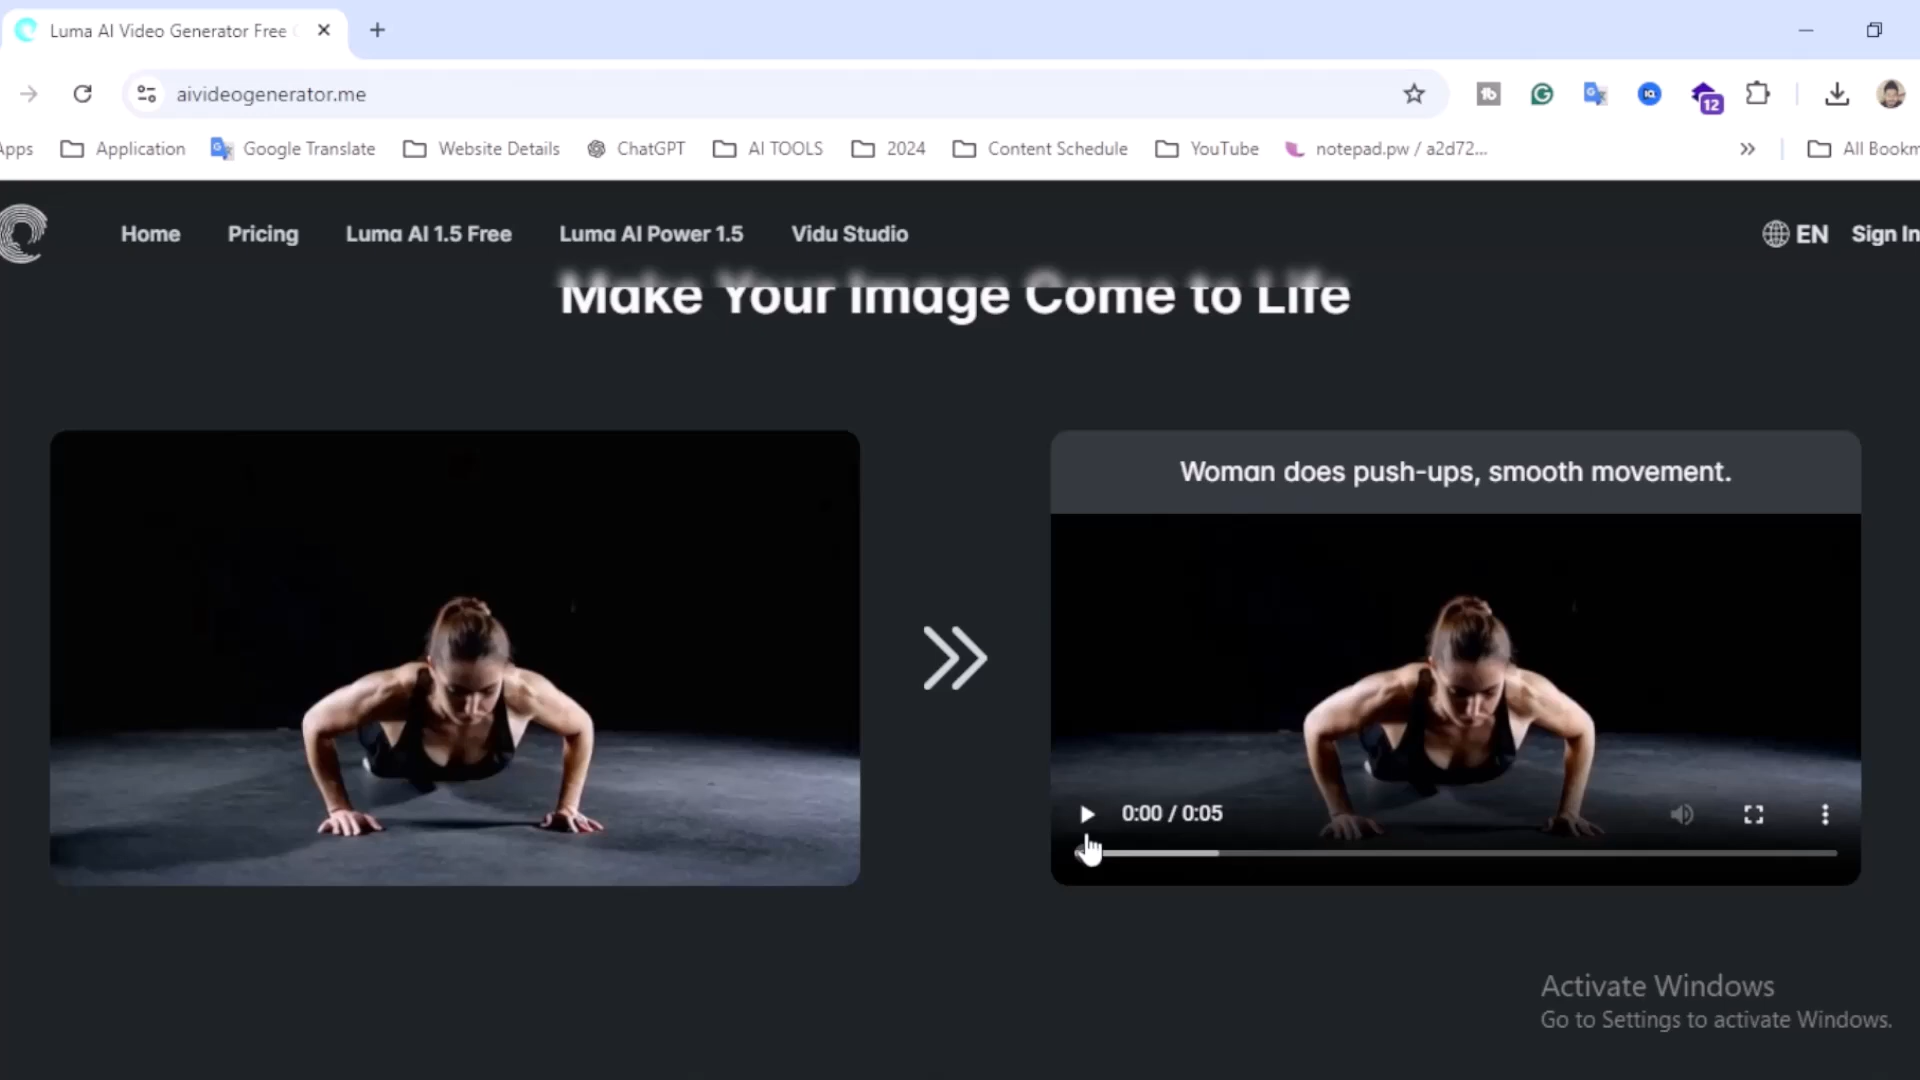 Luma AI Video Generator Free
aivideogenerator.me
12
Apps Application Google Translate Website Details ChatGPT AI TOOLS 2024 Content Schedule YouTube notepad.pw / a2d72... All Bookm
Home Pricing Luma AI 1.5 Free Luma AI Power 1.5 Vidu Studio EN Sign In
Make Your Image Come to Life
Woman does push-ups, smooth movement.
0:00 / 0:05
Activate Windows
Go to Settings to activate Windows.